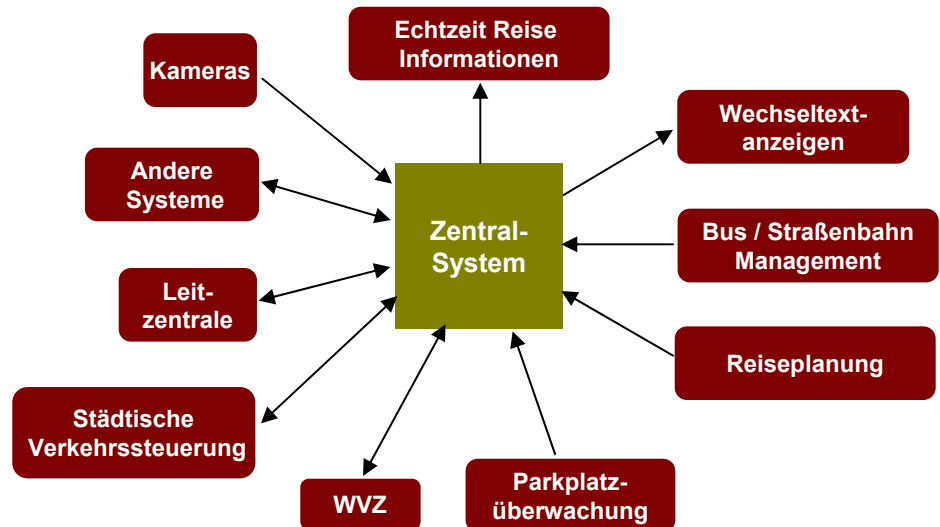 Echtzeit Reise
Informationen
Kameras
Wechseltext-
anzeigen
Andere
Systeme
Zentral-
System
Bus / Straßenbahn
Management
Leit-
zentrale
Reiseplanung
Städtische
Verkehrssteuerung
WVZ
Parkplatz-
überwachung